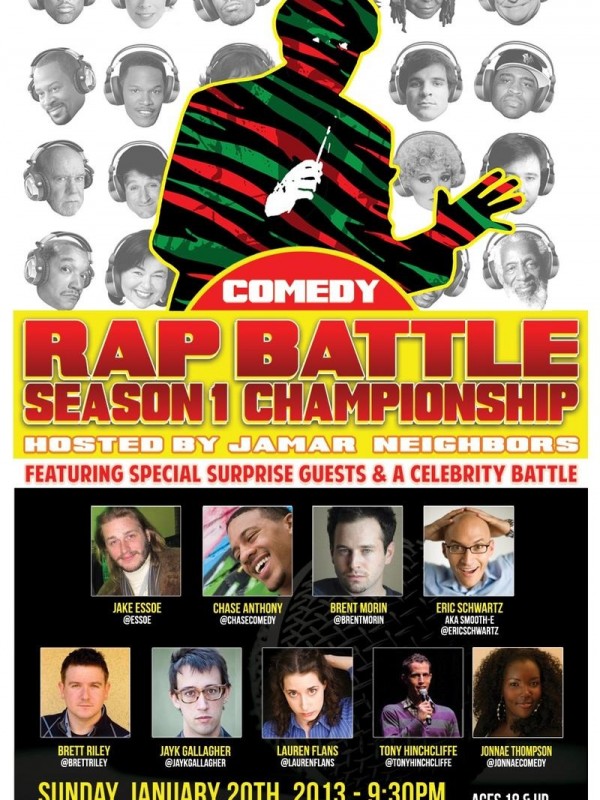 COMEDY
RAP BATTLE
SEASON 1 CHAMPIONSHIP
HOSTED BY JAMAR NEIGHBORS
FEATURING SPECIAL SURPRISE GUESTS & A CELEBRITY BATTLE
JAKE ESSOE
@ESSOE
CHASE ANTHONY
@CHASECOMEDY
BRENT MORIN
@BRENTMORIN
ERIC SCHWARTZ
AKA SMOOTH-E
@ERICSCHWARTZ
BRETT RILEY
@BRETTRILEY
JAYK GALLAGHER
@JAYKGALLAGHER
LAUREN FLANS
@LAURENFLANS
TONY HINCHCLIFFE
@TONYHINCHCLIFFE
JONNAE THOMPSON
@JONNAECOMEDY
SUNDAY, JANUARY 20TH, 2013 - 9:30PM
AGES 18 & UP